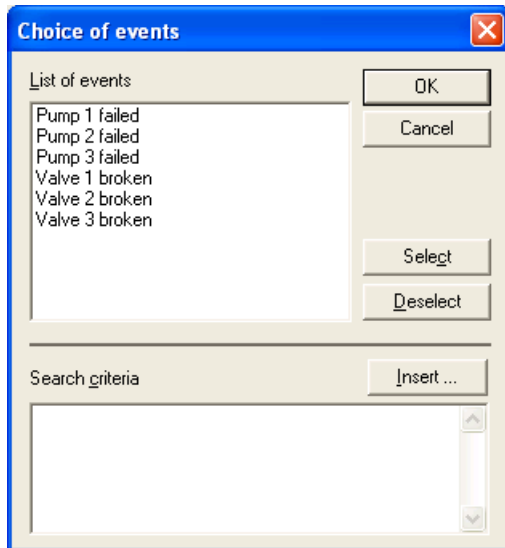 Choice of events
List of events
OK
Pump 1 failed
Pump 2 failed
Pump 3 failed
Valve 1 broken
Valve 2 broken
Valve 3 broken
Cancel
Select
Deselect
Search criteria
Insert ...